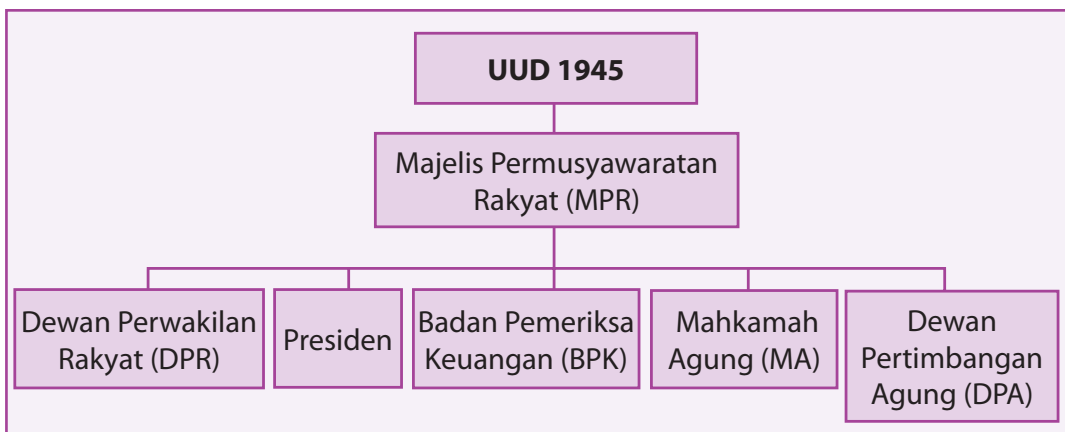 UUD 1945
Majelis Permusyawaratan
Rakyat (MPR)
Dewan Perwakilan
Rakyat (DPR)
Presiden
Badan Pemeriksa
Keuangan (BPK)
Mahkamah
Agung (MA)
Dewan
Pertimbangan
Agung (DPA)